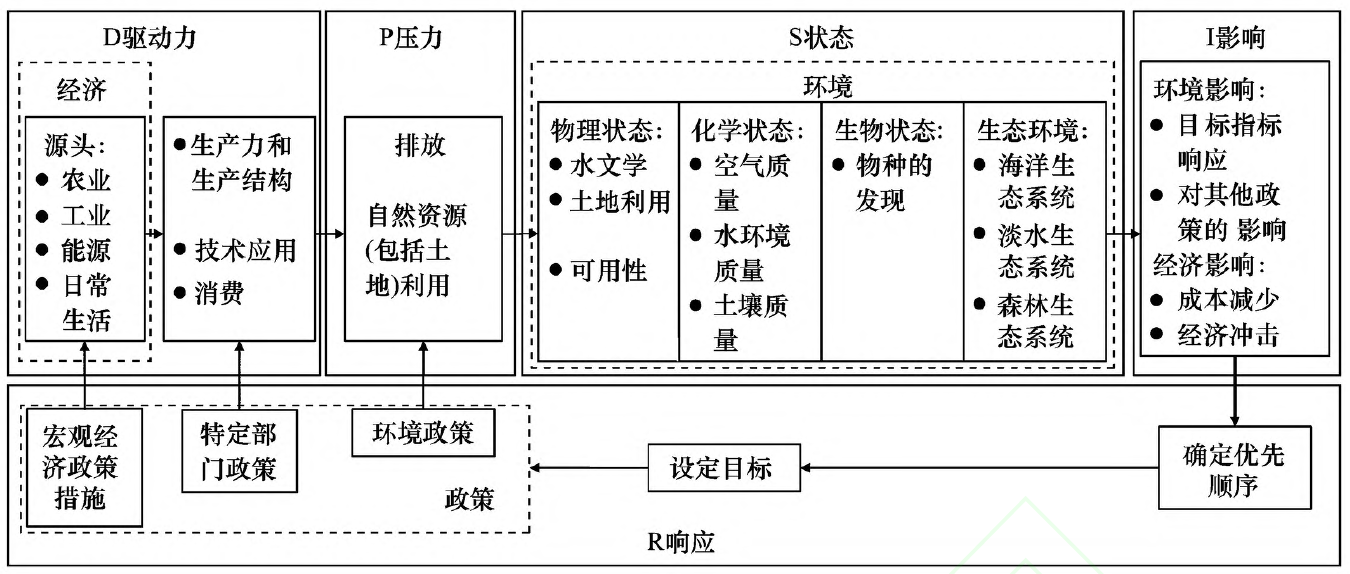 D驱动力
经济
源头:
● 农业
● 工业
● 能源
● 日常
生活
● 生产力和
生产结构
● 技术应用
● 消费
P压力
排放
自然资源
(包括土
地)利用
S状态
环境
物理状态:
● 水文学
● 土地利用
● 可用性
化学状态:
● 空气质
量
● 水环境
质量
● 土壤质
量
生物状态:
● 物种的
发现
生态环境:
● 海洋生
态系统
● 淡水生
态系统
● 森林生
态系统
I影响
环境影响:
● 目标指标
响应
● 对其他政
策的 影响
经济影响:
● 成本减少
● 经济冲击
宏观经
济政策
措施
特定部
门政策
环境政策
政策
设定目标
确定优先
顺序
R响应